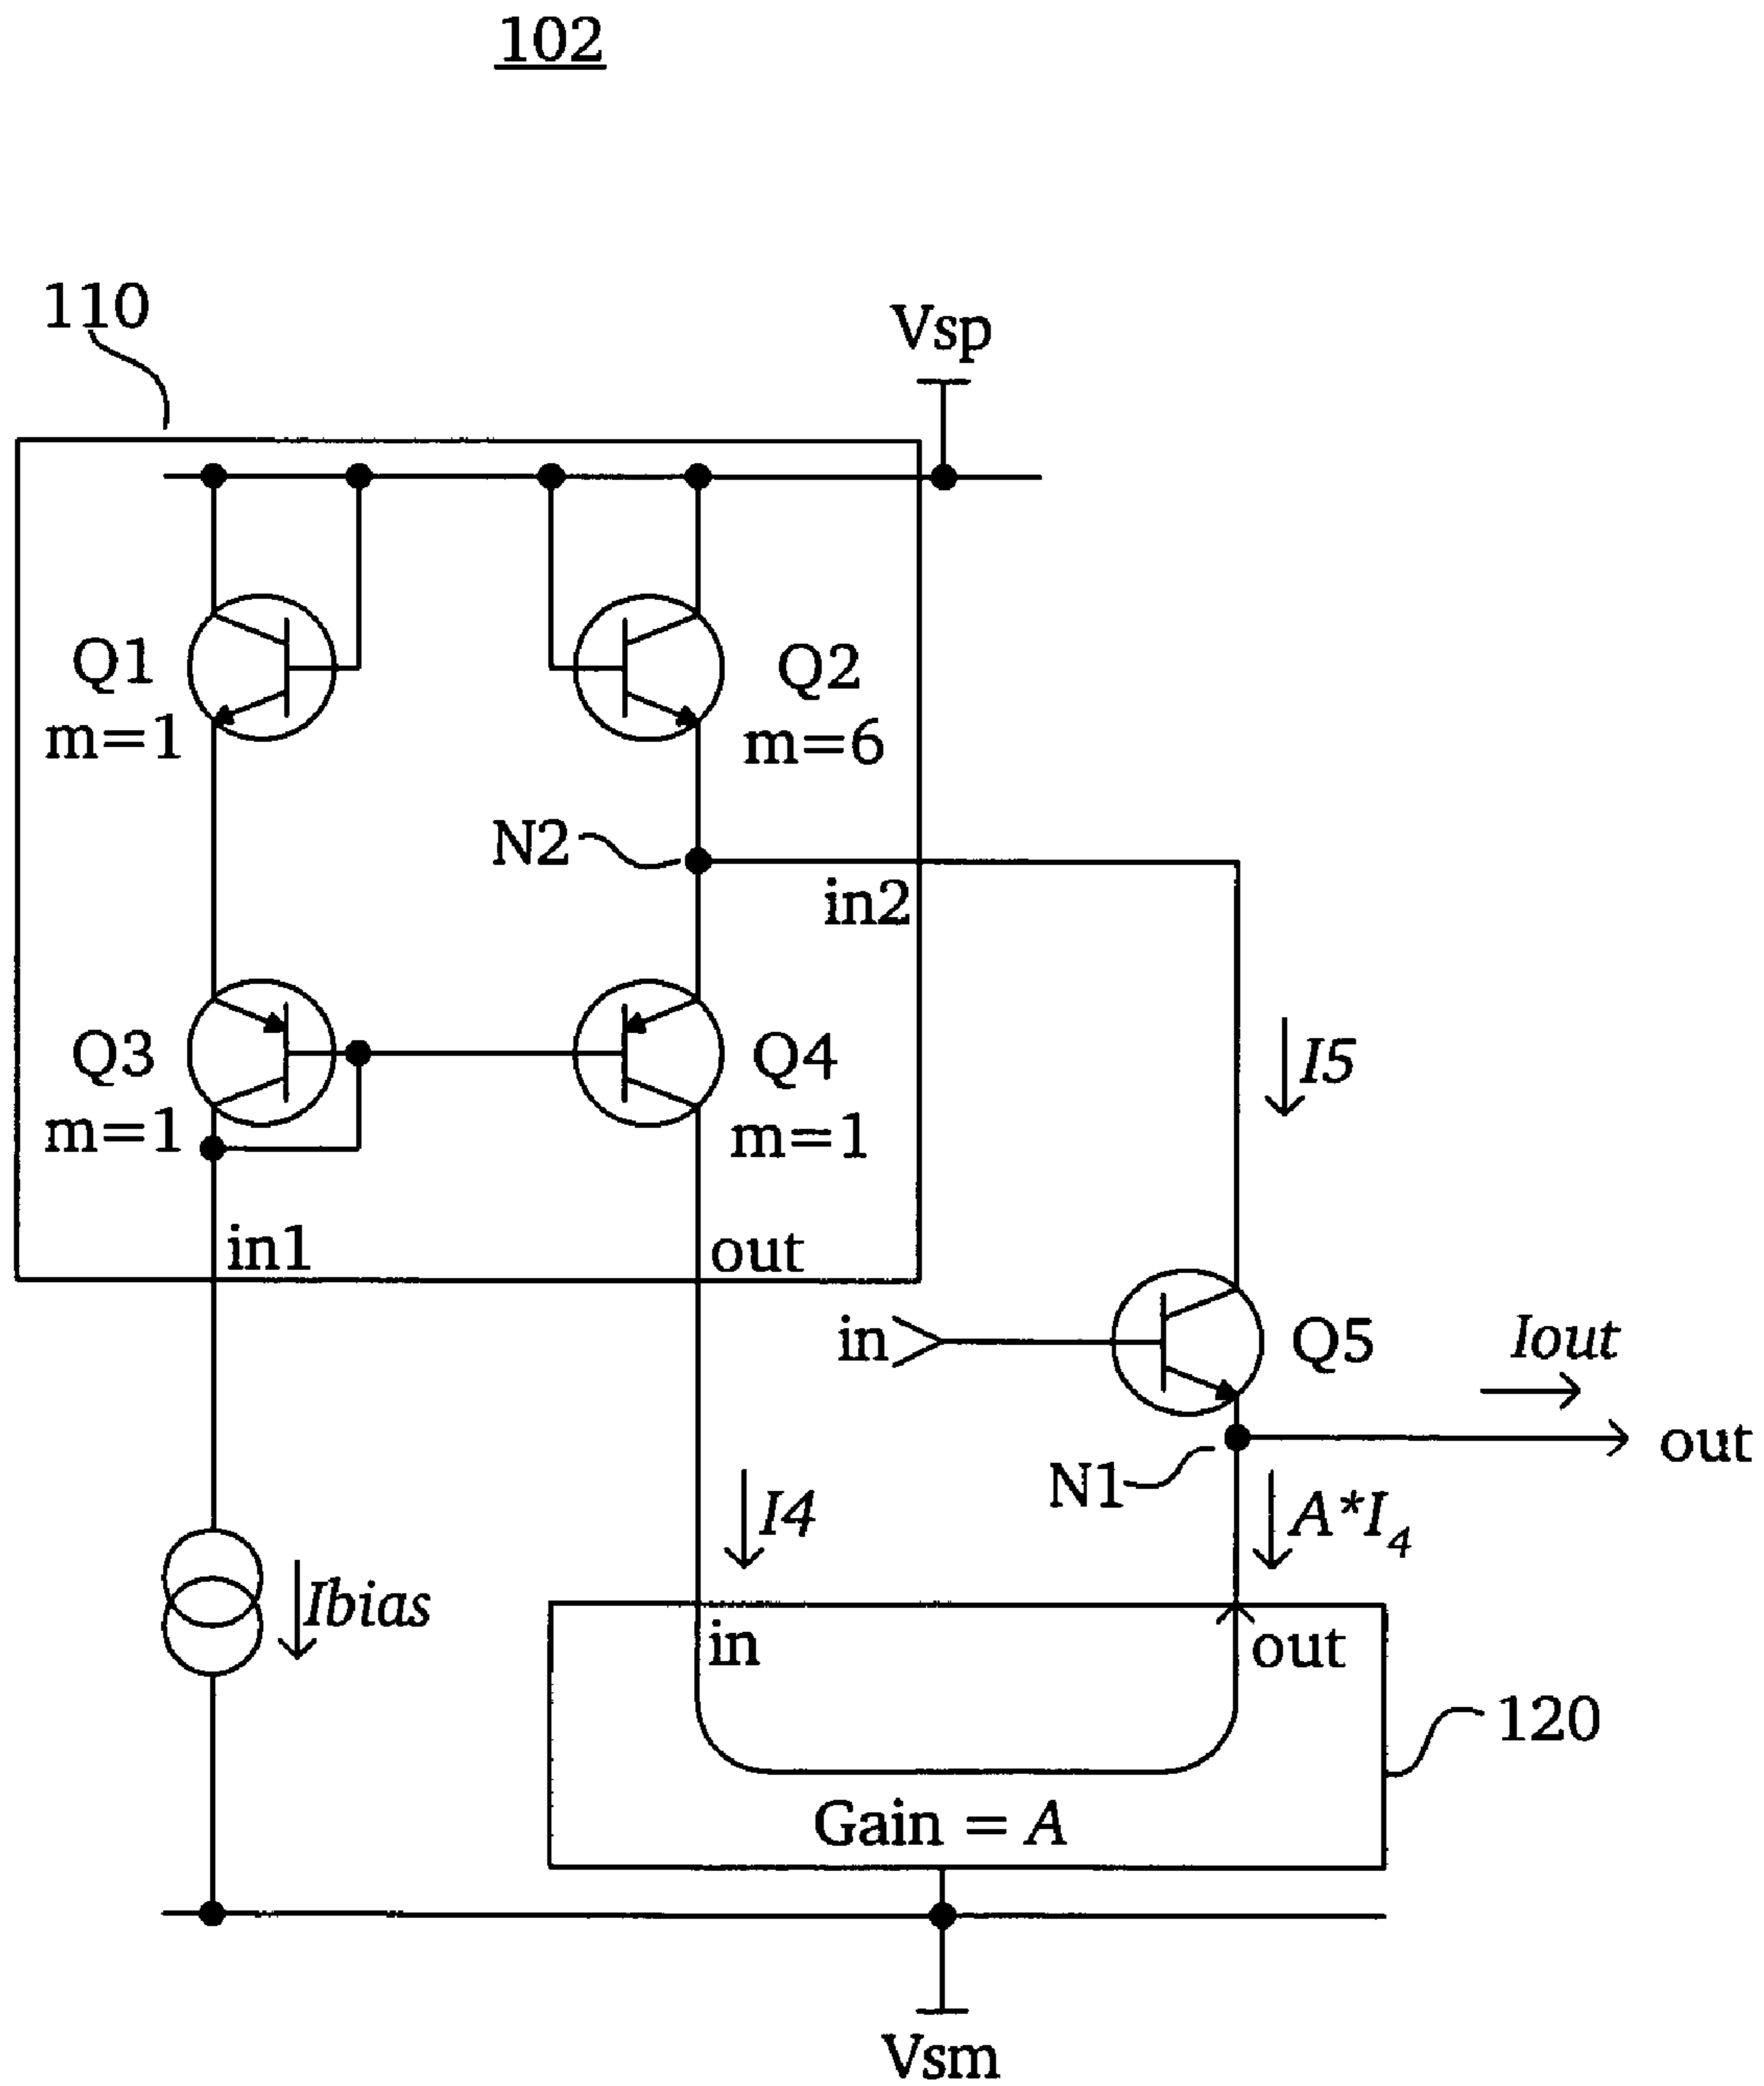 102
110
Vsp
Q1
m=1
Q2
m=6
N2
in2
Q3
m=1
Q4
m=1
I5
in1
out
in
Q5
Iout
out
N1
I4
A*I4
Ibias
in
out
120
Gain = A
Vsm